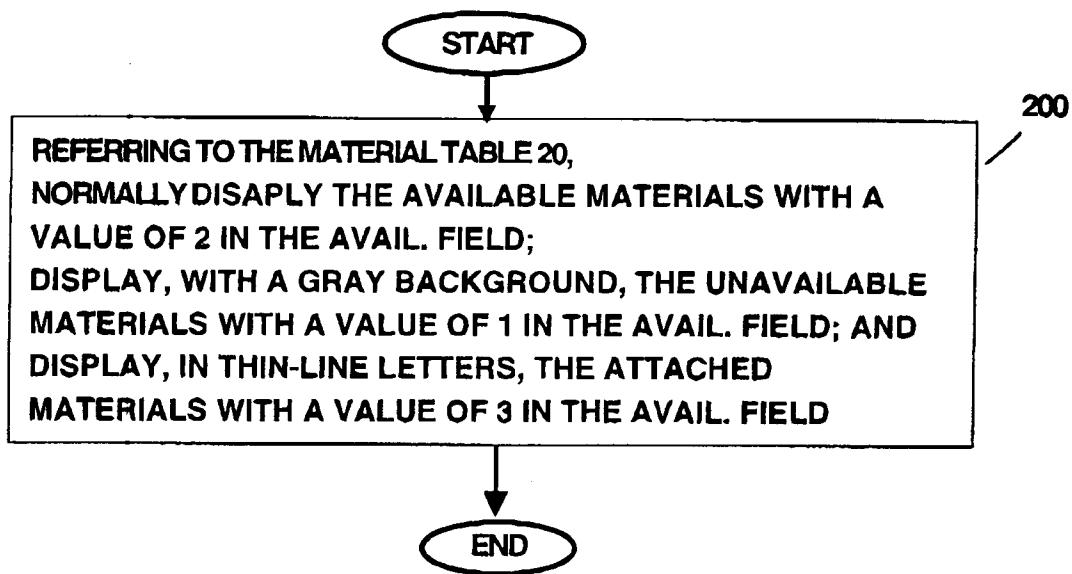 START
200
REFERRING TO THE MATERIAL TABLE 20,
NORMALLY DISAPLY THE AVAILABLE MATERIALS WITH A
VALUE OF 2 IN THE AVAIL. FIELD;
DISPLAY, WITH A GRAY BACKGROUND, THE UNAVAILABLE
MATERIALS WITH A VALUE OF 1 IN THE AVAIL. FIELD; AND
DISPLAY, IN THIN-LINE LETTERS, THE ATTACHED
MATERIALS WITH A VALUE OF 3 IN THE AVAIL. FIELD
END